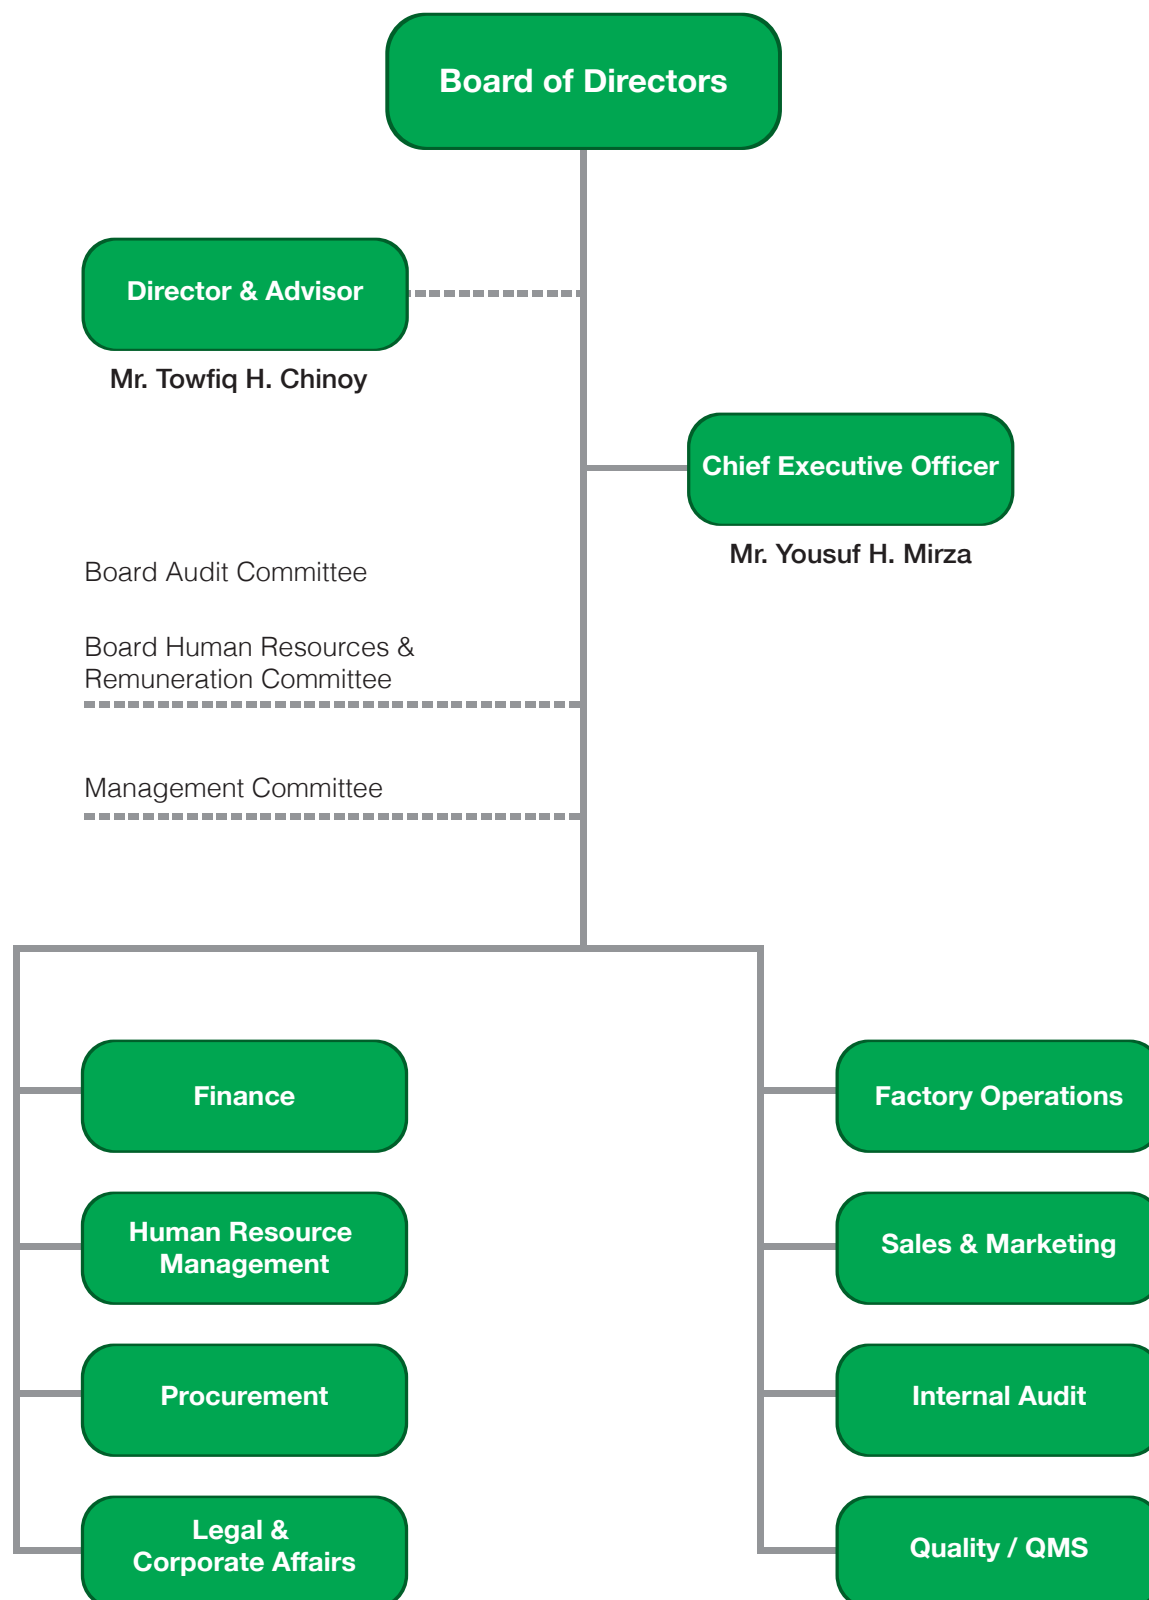 Board of Directors
Director & Advisor
Mr. Towfiq H. Chinoy
Chief Executive Officer
Mr. Yousuf H. Mirza
Board Audit Committee
Board Human Resources &
Remuneration Committee
Management Committee
Finance
Human Resource
Management
Procurement
Legal &
Corporate Affairs
Factory Operations
Sales & Marketing
Internal Audit
Quality / QMS